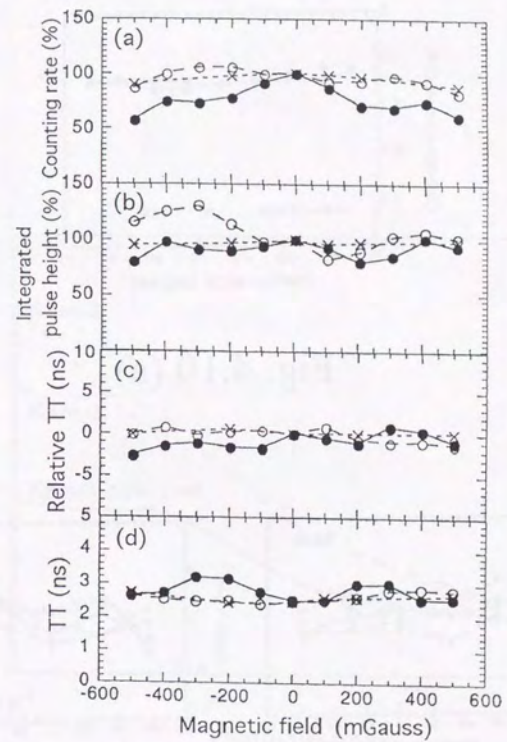 150
(a)
Counting rate (%)
100
50
150
(b)
Integrated
pulse height (%)
100
50
10
(c)
Relative TT (ns)
5
0
-5
5
(d)
TT (ns)
4
3
2
1
0
-600 -400 -200 0 200 400 600
Magnetic field (mGauss)